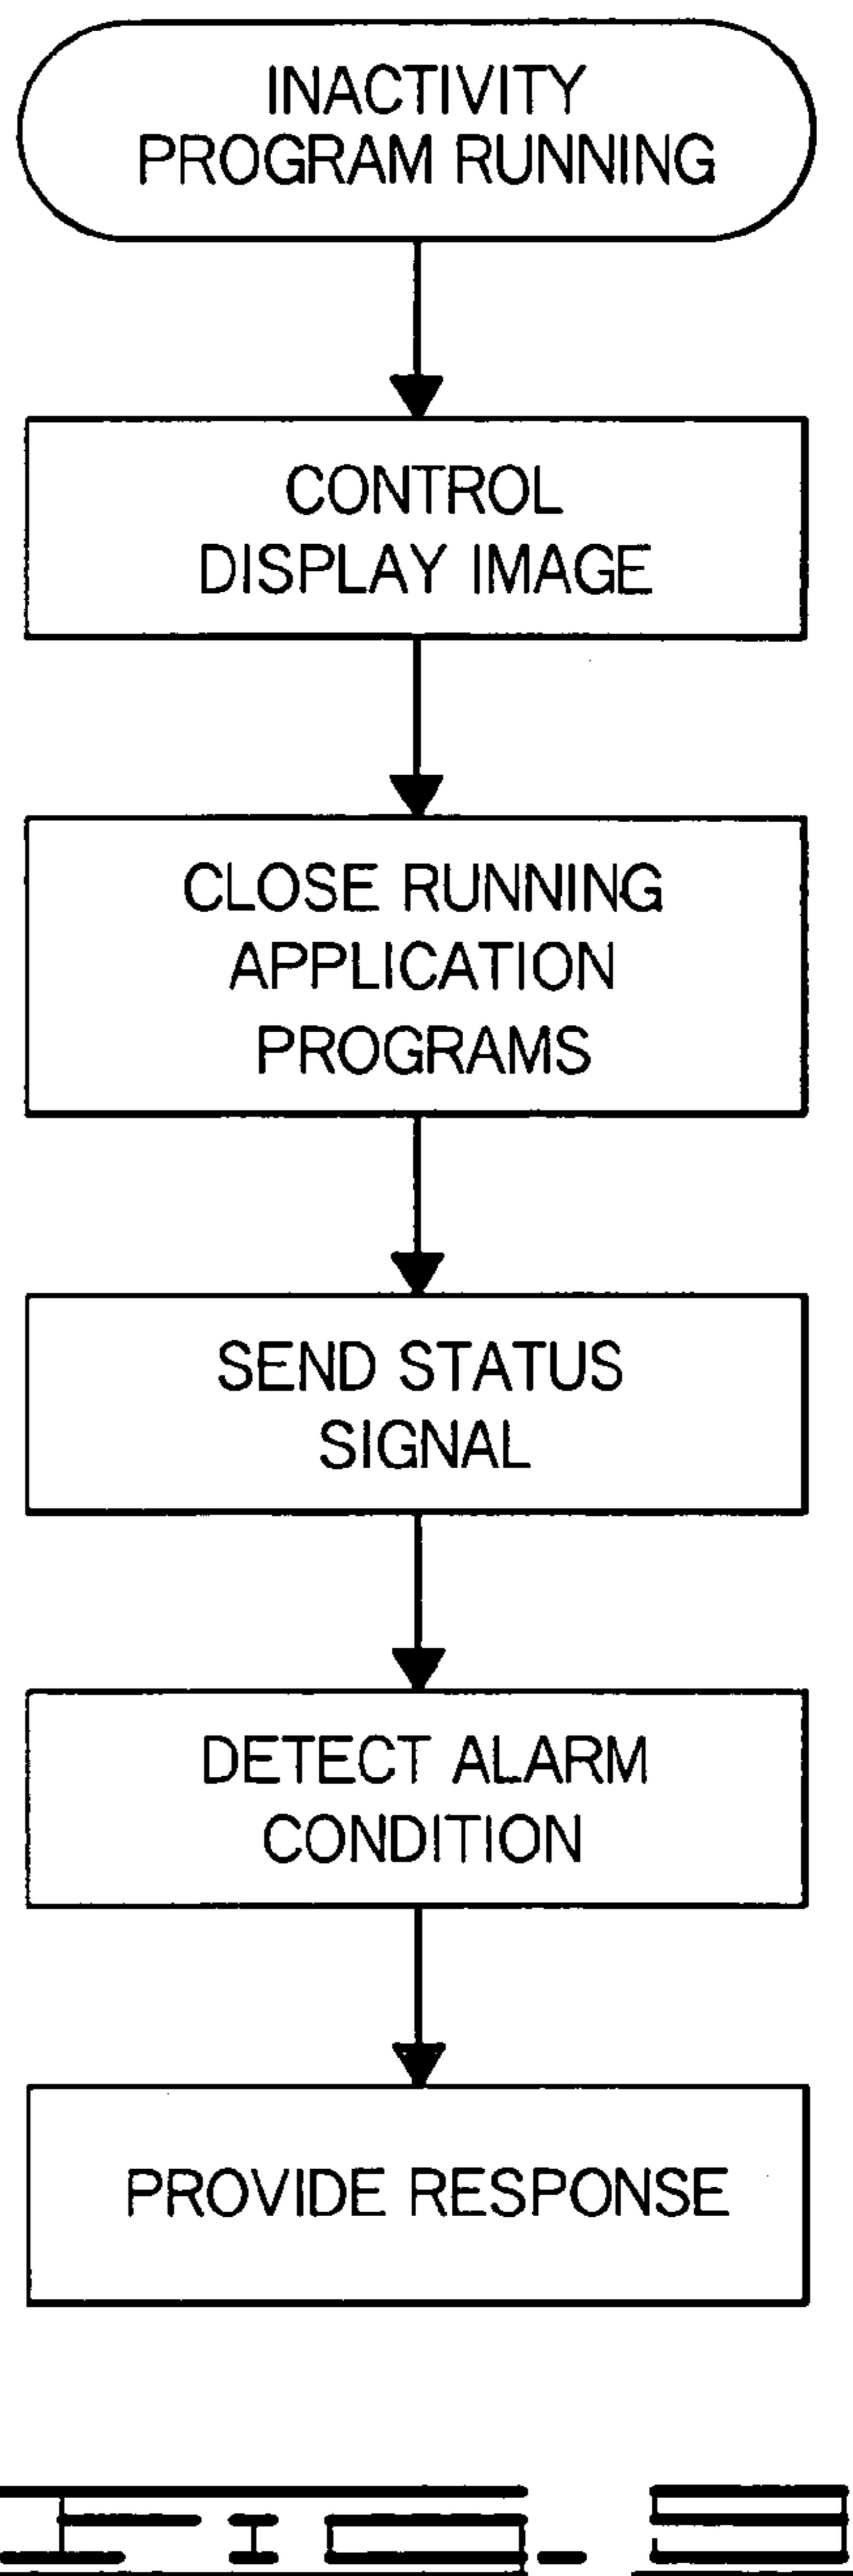 INACTIVITY
PROGRAM RUNNING
CONTROL
DISPLAY IMAGE
CLOSE RUNNING
APPLICATION
PROGRAMS
SEND STATUS
SIGNAL
DETECT ALARM
CONDITION
PROVIDE RESPONSE